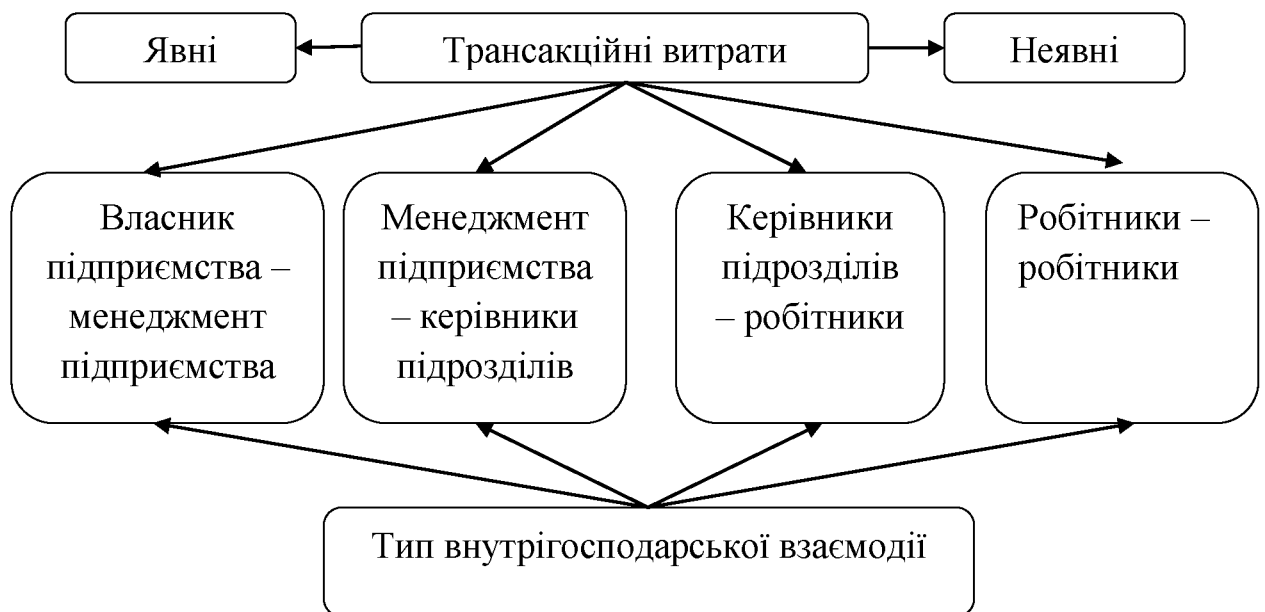 Явні
Трансакційні витрати
Неявні
Власник
підприємства –
менеджмент
підприємства
Менеджмент
підприємства
– керівники
підрозділів
Керівники
підрозділів
– робітники
Робітники –
робітники
Тип внутрігосподарської взаємодії